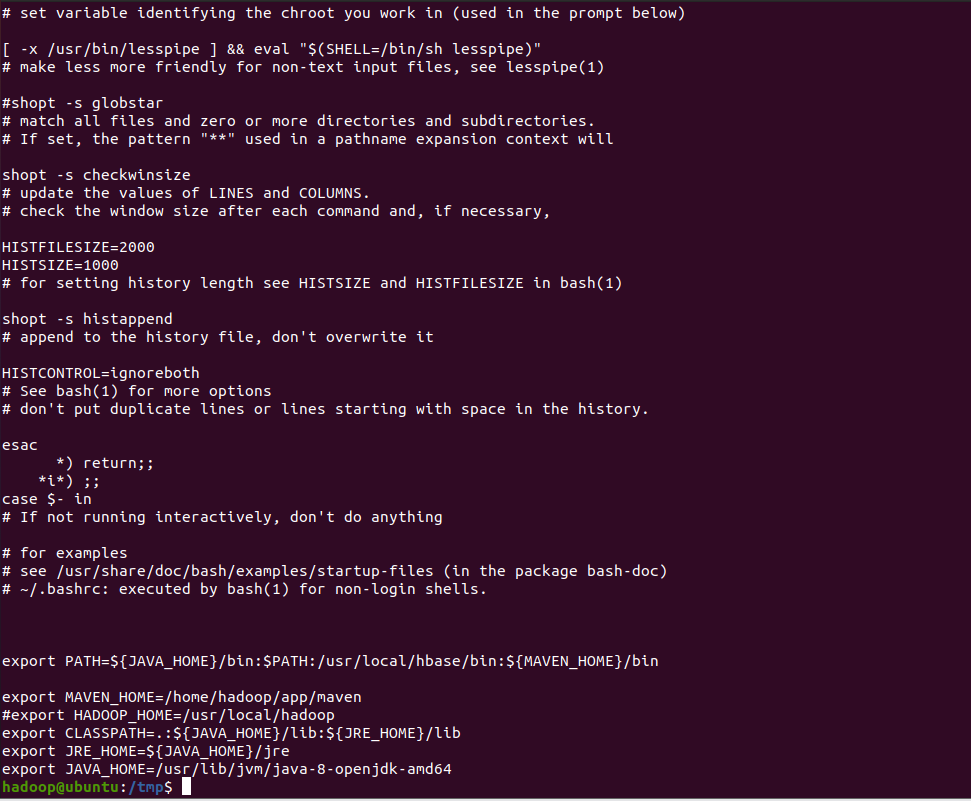 # set variable identifying the chroot you work in (used in the prompt below)
[ -x /usr/bin/lesspipe ] && eval "$(SHELL=/bin/sh lesspipe)"
# make less more friendly for non-text input files, see lesspipe(1)
#shopt -s globstar
# match all files and zero or more directories and subdirectories.
# If set, the pattern "**" used in a pathname expansion context will
shopt -s checkwinsize
# update the values of LINES and COLUMNS.
# check the window size after each command and, if necessary,
HISTFILESIZE=2000
HISTSIZE=1000
# for setting history length see HISTSIZE and HISTFILESIZE in bash(1)
shopt -s histappend
# append to the history file, don't overwrite it
HISTCONTROL=ignoreboth
# See bash(1) for more options
# don't put duplicate lines or lines starting with space in the history.
esac
      *) return;;
    *i*) ;;
case $- in
# If not running interactively, don't do anything
# for examples
# see /usr/share/doc/bash/examples/startup-files (in the package bash-doc)
# ~/.bashrc: executed by bash(1) for non-login shells.
export PATH=${JAVA_HOME}/bin:$PATH:/usr/local/hbase/bin:${MAVEN_HOME}/bin
export MAVEN_HOME=/home/hadoop/app/maven
#export HADOOP_HOME=/usr/local/hadoop
export CLASSPATH=.:${JAVA_HOME}/lib:${JRE_HOME}/lib
export JRE_HOME=${JAVA_HOME}/jre
export JAVA_HOME=/usr/lib/jvm/java-8-openjdk-amd64
hadoop@ubuntu:/tmp$